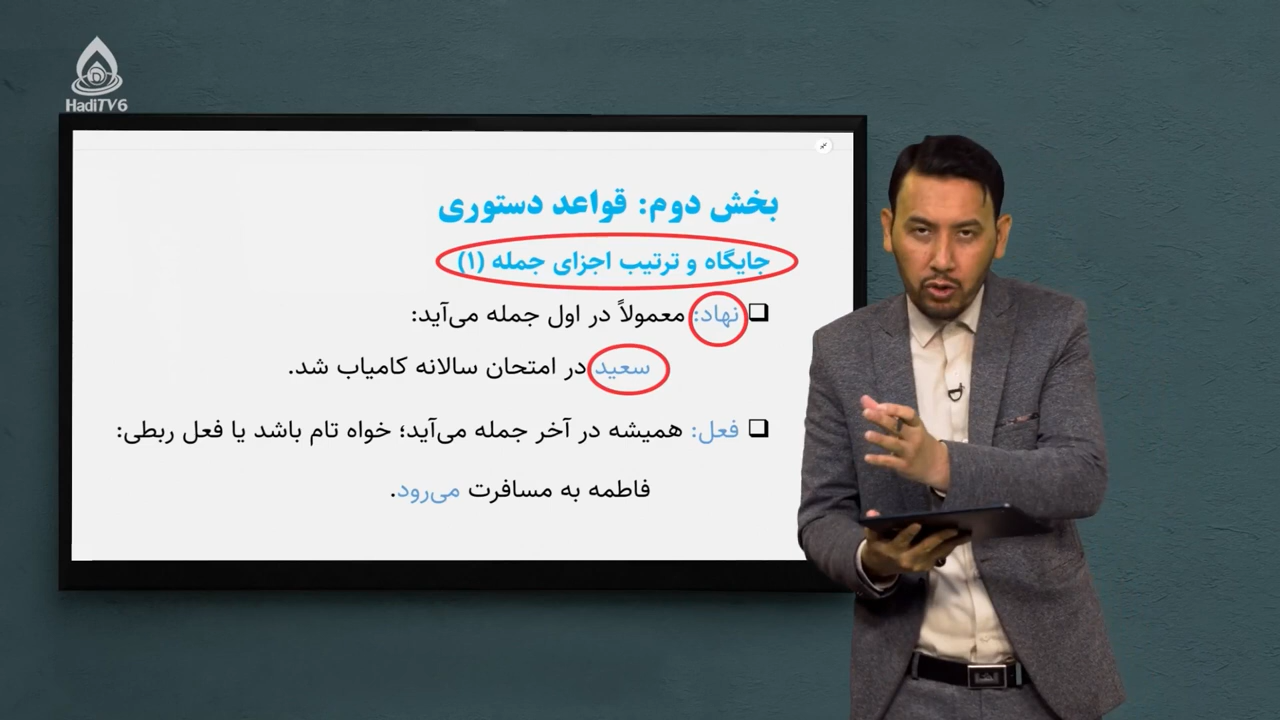 HadiTV6
بخش دوم: قواعد دستوری
جایگاه و ترتیب اجزای جمله (۱)
نهاد: معمولاً در اول جمله می‌آید:
سعید در امتحان سالانه کامیاب شد.
فعل: همیشه در آخر جمله می‌آید؛ خواه تام باشد یا فعل ربطی:
فاطمه به مسافرت می‌رود.